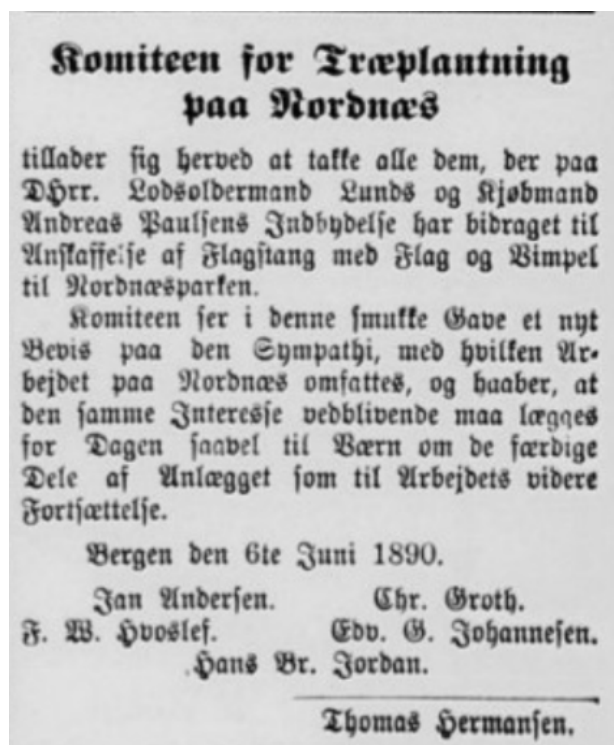 Komiteen for Træplantning
paa Nordnæs
tillader sig herved at takke alle dem, der paa
DHrr. Lodsoldermand Lunds og Kjøbmand
Andreas Paulsens Indbydelse har bidraget til
Anskaffelse af Flagstang med Flag og Vimpel
til Nordnæsparken.
Komiteen ser i denne smukke Gave et nyt
Bevis paa den Sympathi, med hvilken Ar-
bejdet paa Nordnæs omfattes, og haaber, at
den samme Interesse vedblivende maa lægges
for Dagen saavel til Værn om de færdige
Dele af Anlægget som til Arbejdets videre
Fortsættelse.
Bergen den 6te Juni 1890.
Jan Andersen. Chr. Groth.
F. W. Hvoslef. Edv. G. Johannesen.
Hans Br. Jordan.
Thomas Hermansen.